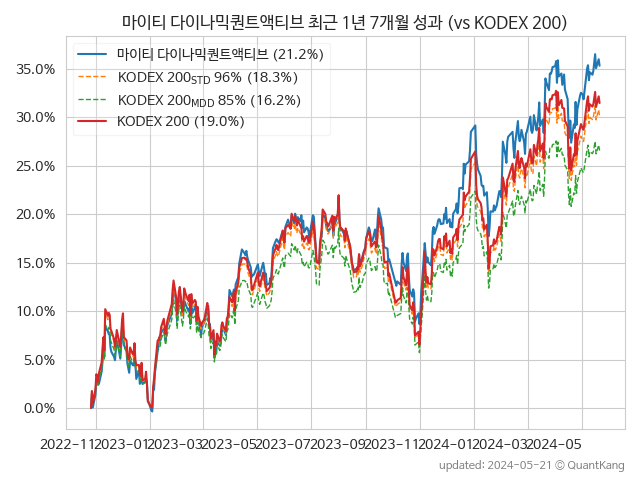 마이티 다이나믹퀀트액티브 최근 1년 7개월 성과 (vs KODEX 200)
마이티 다이나믹퀀트액티브 (21.2%)
KODEX 200STD 96% (18.3%)
KODEX 200MDD 85% (16.2%)
KODEX 200 (19.0%)
35.0%
30.0%
25.0%
20.0%
15.0%
10.0%
5.0%
0.0%
2022-11 2023-01 2023-03 2023-05 2023-07 2023-09 2023-11 2024-01 2024-03 2024-05
updated: 2024-05-21 © QuantKang